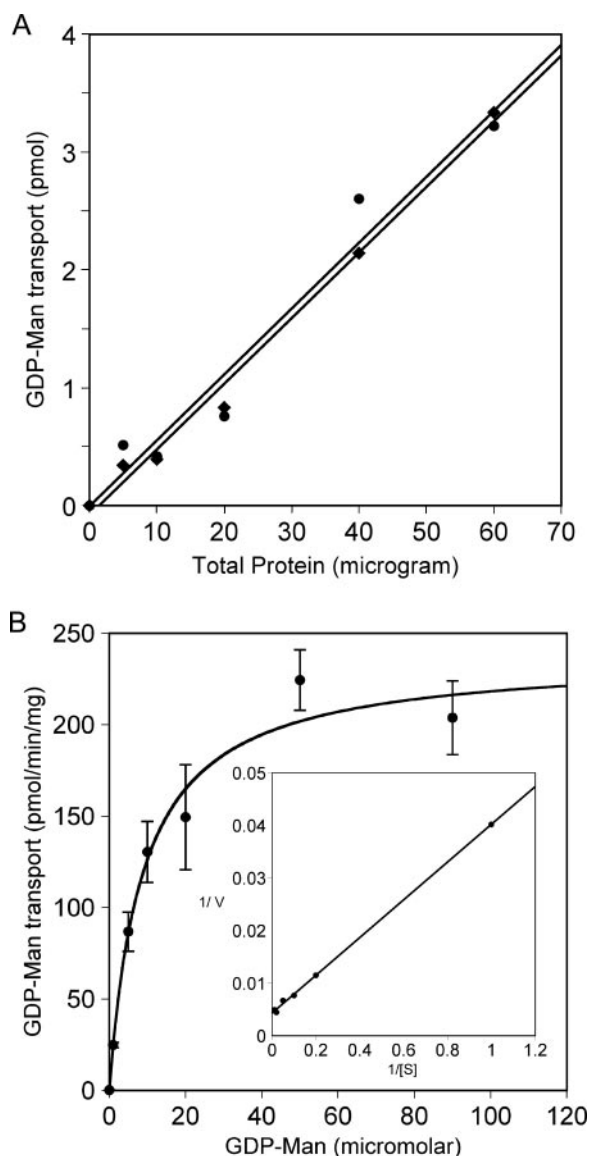 A
GDP-Man transport (pmol)
4
3
2
1
0
0 10 20 30 40 50 60 70
Total Protein (microgram)
B
GDP-Man transport (pmol/min/mg)
250
200
150
100
50
0
0.05
0.04
0.03
1/ V
0.02
0.01
0
0 0.2 0.4 0.6 0.8 1 1.2
1/[S]
0 20 40 60 80 100 120
GDP-Man (micromolar)